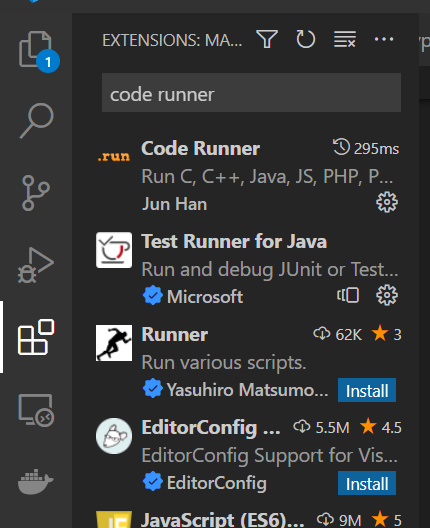 EXTENSIONS: MA...
1
code runner
.run
Code Runner 295ms
Run C, C++, Java, JS, PHP, P...
Jun Han
Test Runner for Java
Run and debug JUnit or Test...
Microsoft
Runner 62K 3
Run various scripts.
Yasuhiro Matsumo... Install
EditorConfig ... 5.5M 4.5
EditorConfig Support for Vis...
EditorConfig Install
JS
JavaScript (ES6) ... 9M 5